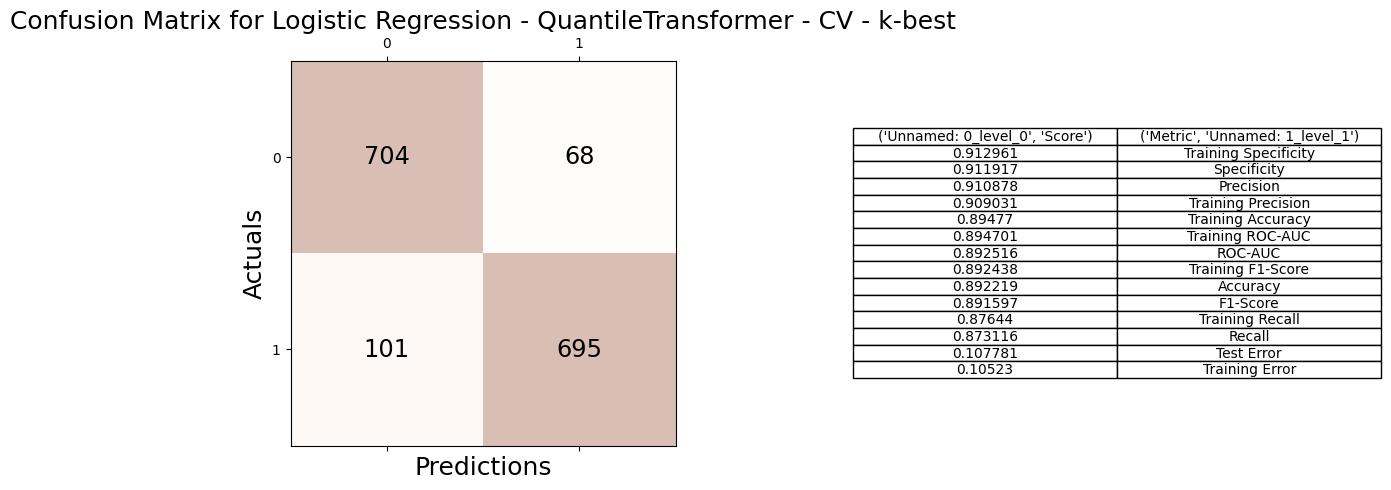 Confusion Matrix for Logistic Regression - QuantileTransformer - CV - k-best
0 1
0 704 68
1 101 695
Actuals
Predictions
('Unnamed: 0_level_0', 'Score') ('Metric', 'Unnamed: 1_level_1')
0.912961 Training Specificity
0.911917 Specificity
0.910878 Precision
0.909031 Training Precision
0.89477 Training Accuracy
0.894701 Training ROC-AUC
0.892516 ROC-AUC
0.892438 Training F1-Score
0.892219 Accuracy
0.891597 F1-Score
0.87644 Training Recall
0.873116 Recall
0.107781 Test Error
0.10523 Training Error